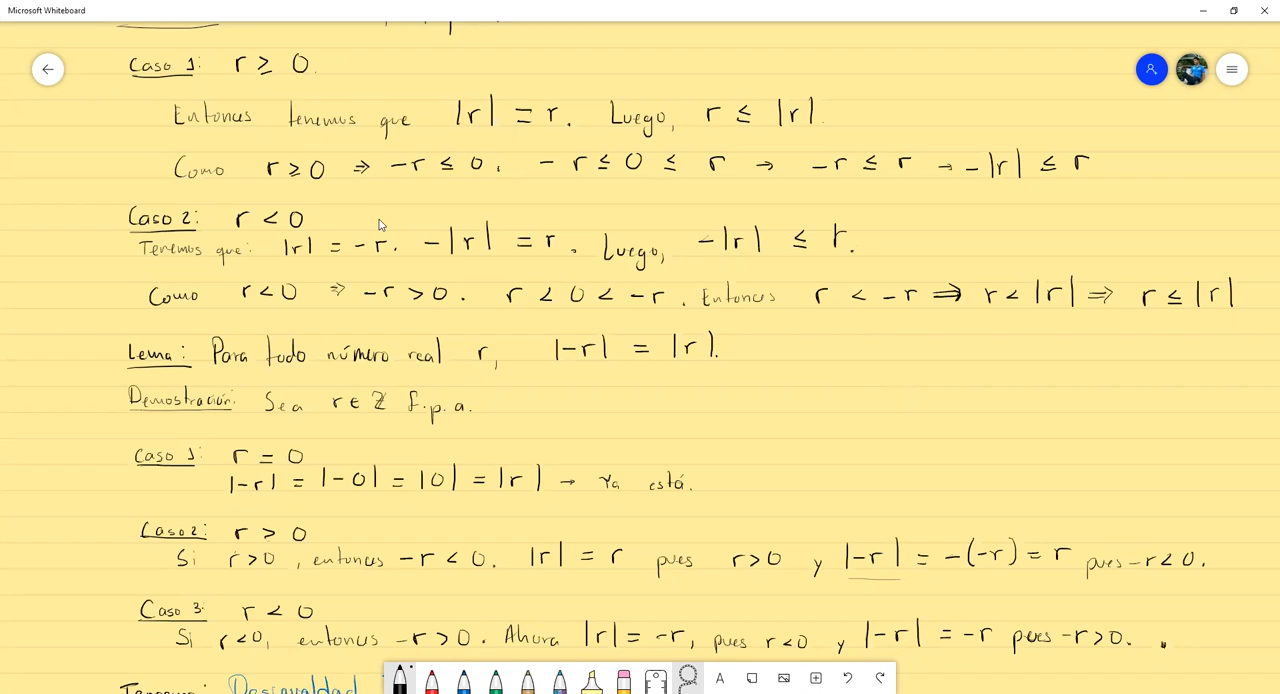 Microsoft Whiteboard
Caso 1: r ≥ 0.
Entonces tenemos que |r| = r. Luego, r ≤ |r|.
Como r ≥ 0 ⇒ -r ≤ 0. - r ≤ 0 ≤ r → -r ≤ r → -|r| ≤ r
Caso 2: r < 0
Tenemos que: |r| = -r. -|r| = r. Luego, -|r| ≤ r.
Como r < 0 ⇒ -r > 0. r < 0 < -r. Entonces r < -r ⇒ r < |r| ⇒ r ≤ |r|
Lema: Para todo número real r, |-r| = |r|.
Demostración: Sea r ∈ ℤ f.p.a.
Caso 1: r = 0
|-r| = |-0| = |0| = |r| → Ya está.
Caso 2: r > 0
Si r > 0, entonces -r < 0. |r| = r pues r > 0 y |-r| = -(-r) = r pues -r < 0.
Caso 3: r < 0
Si r < 0, entonces -r > 0. Ahora |r| = -r, pues r < 0 y |-r| = -r pues -r > 0.
Desigualdad